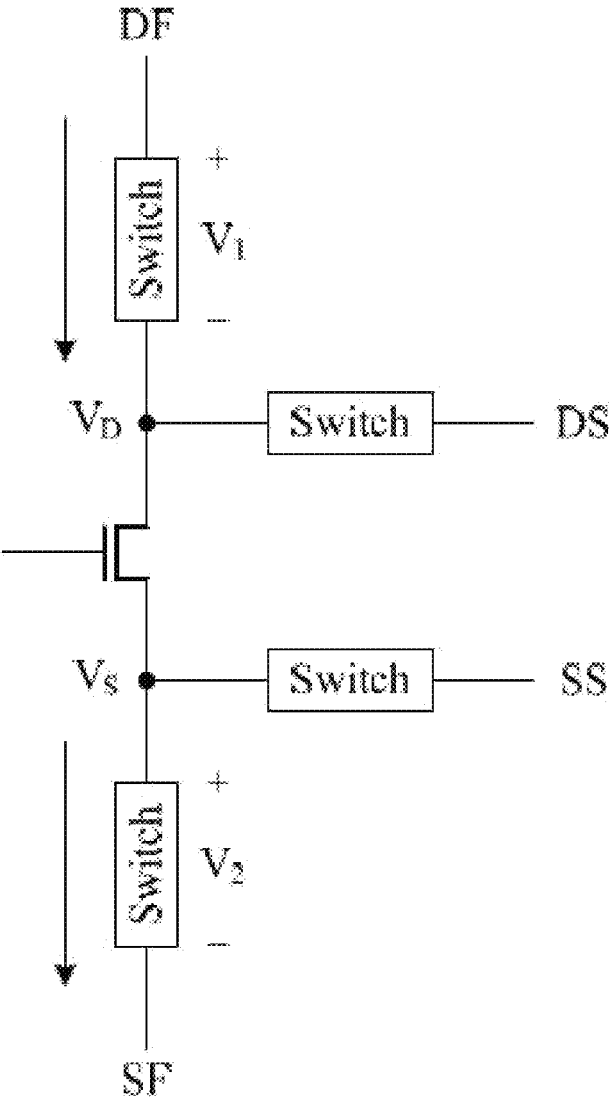 DF
Switch
+
V1
–
VD
Switch
DS
VS
Switch
SS
Switch
+
V2
–
SF